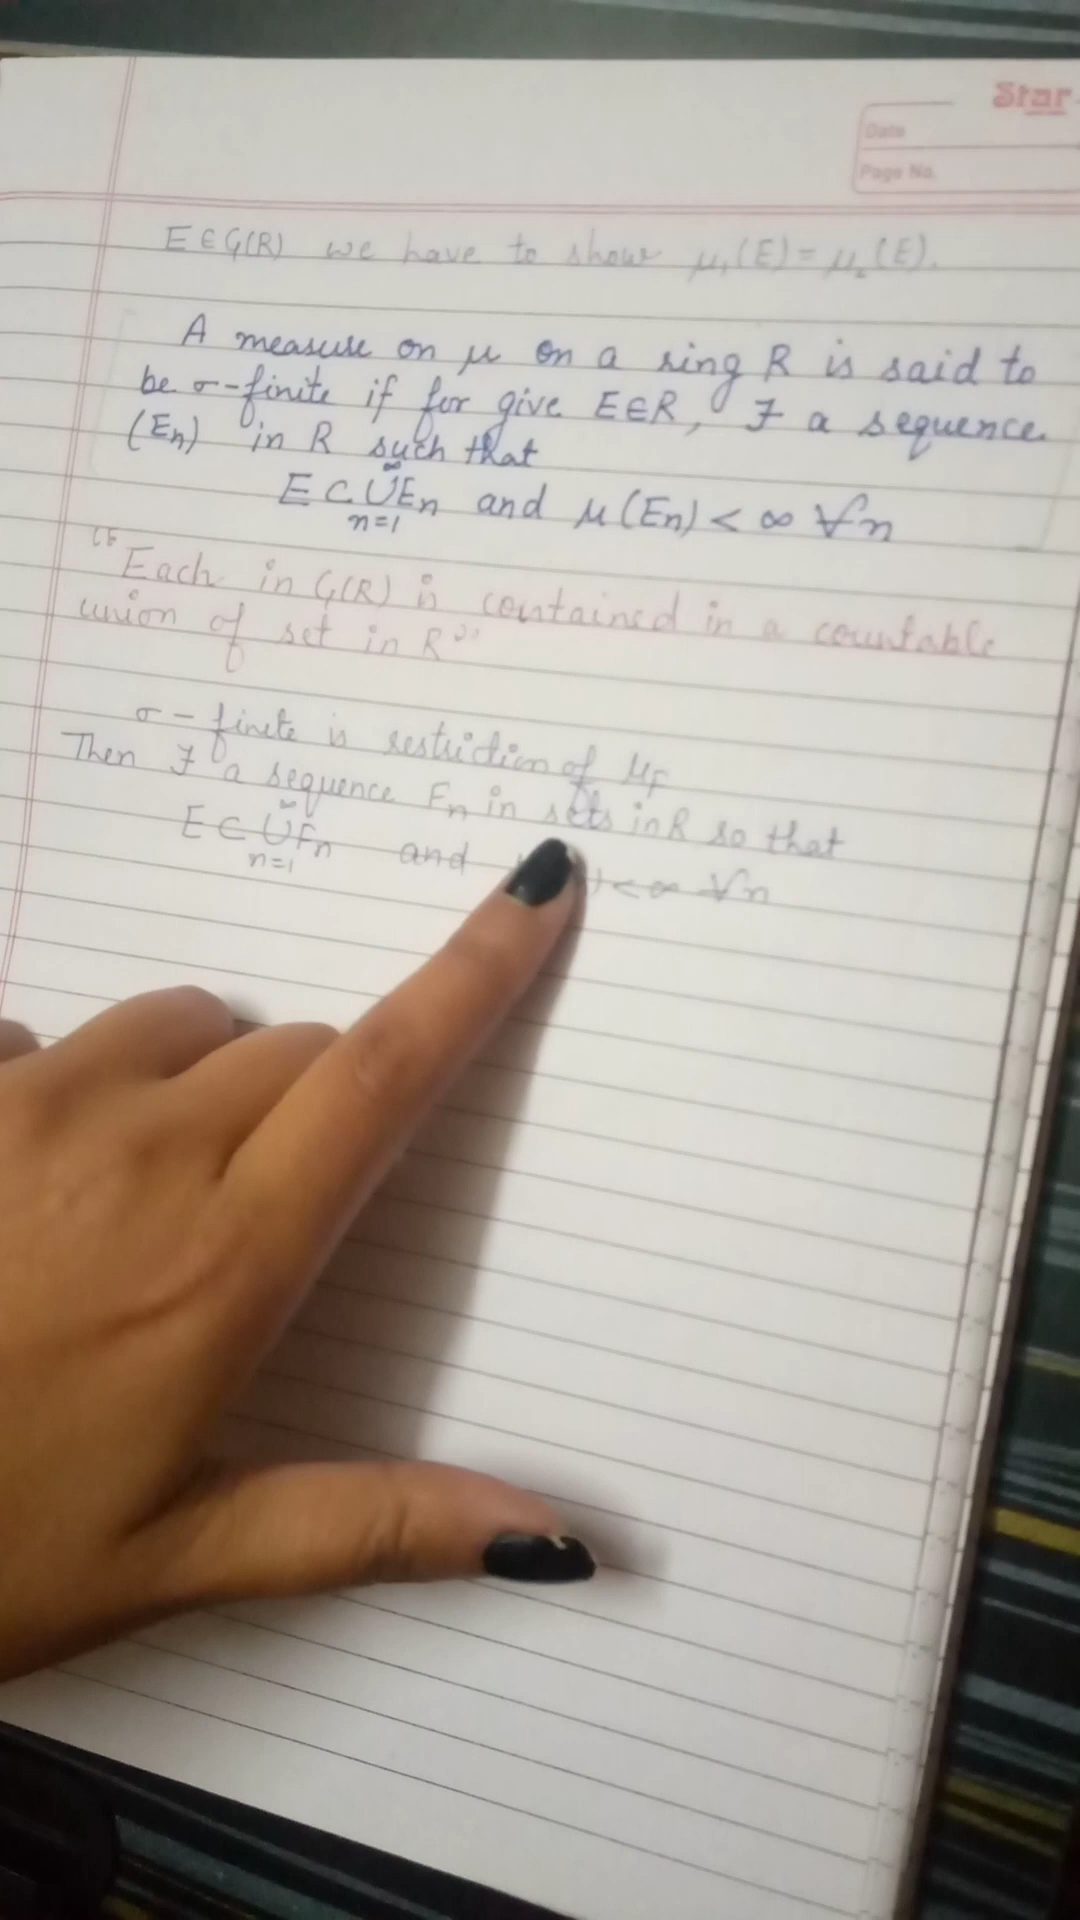 Star
Date
Page No.
E ∈ G(R) we have to show μ₁(E) = μ₂(E).
A measure on μ on a ring R is said to
be σ-finite if for give E∈R, ∃ a sequence
(En) in R such that
E ⊂ ∞∪n=1 En and μ(En) < ∞ ∀n
Each in G(R) is contained in a countable
union of set in R"
σ-finite is restriction of μF
Then ∃ a sequence Fn in sets in R so that
E ⊂ ∪n=1 Fn and ) < ∞ ∀n